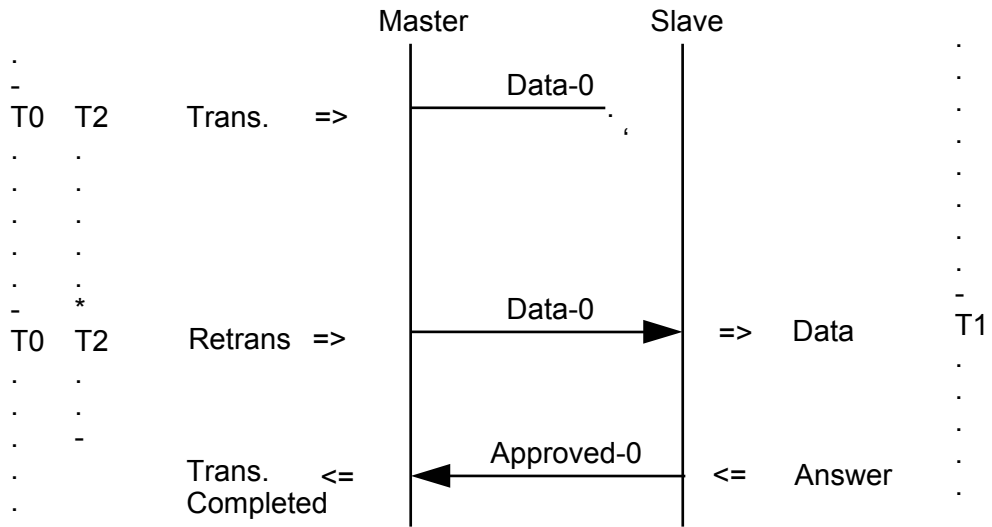 Master Slave
.
.
-
.
Data-0
T0 T2 Trans. =>
.
. ‘
. . .
. . .
. . .
. . .
. . .
- * -
Data-0
T0 T2 Retrans => => Data T1
. . .
. . .
. - .
Approved-0
. Trans. <= <= Answer .
. Completed .